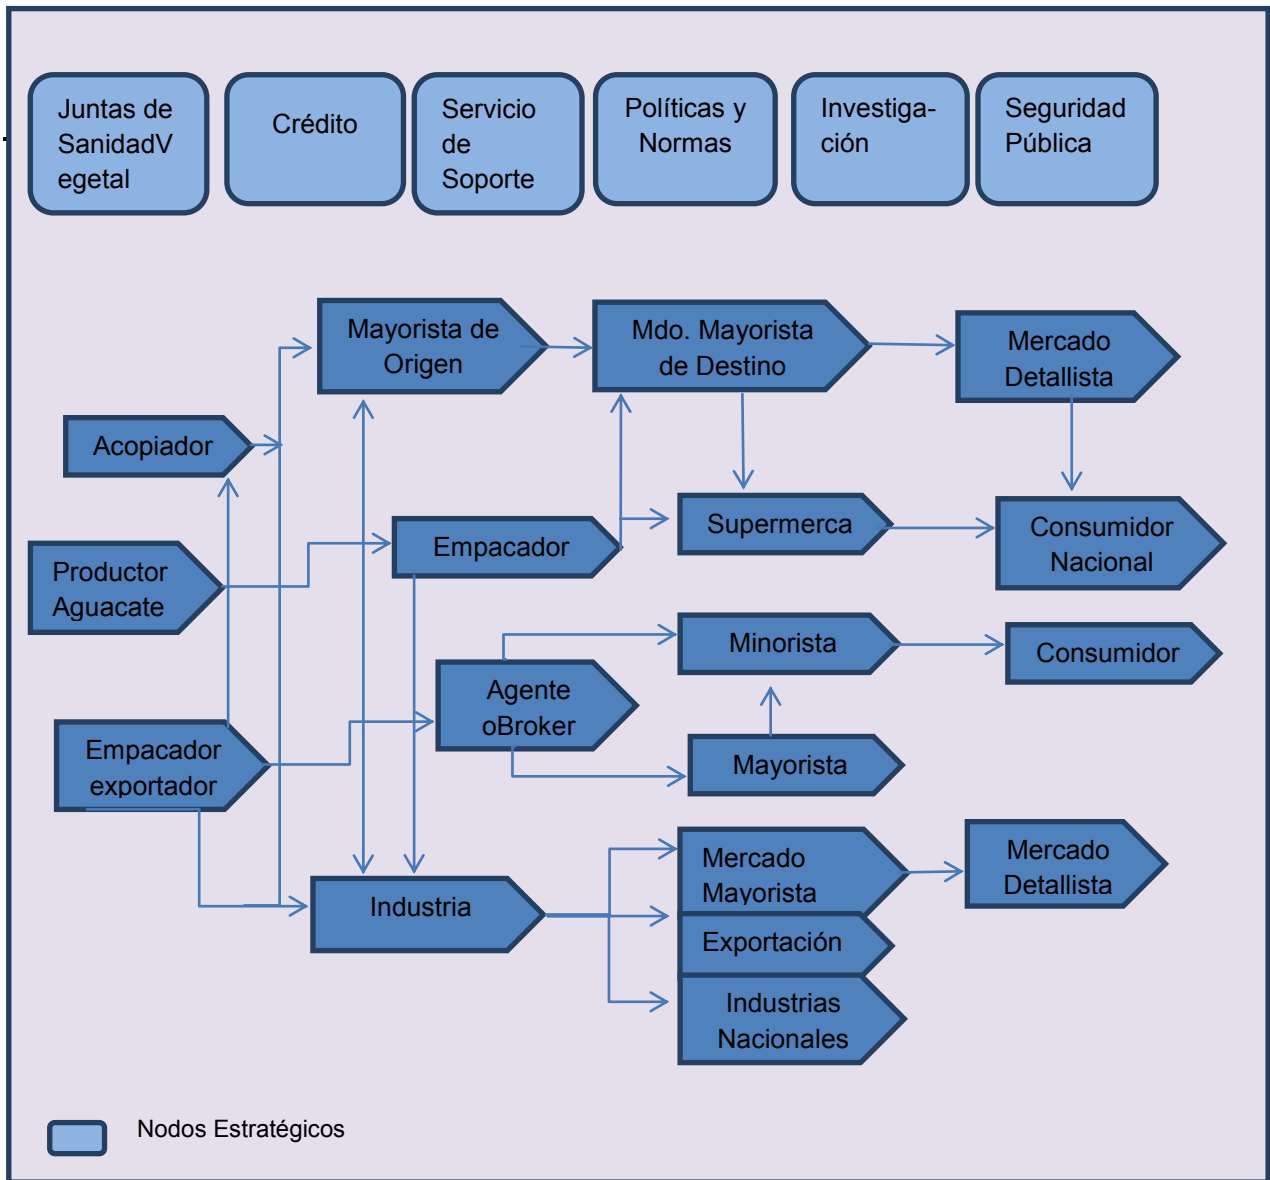 Juntas de
SanidadV
egetal
Crédito
Servicio
de
Soporte
Políticas y
Normas
Investiga-
ción
Seguridad
Pública
Mayorista de
Origen
Mdo. Mayorista
de Destino
Mercado
Detallista
Acopiador
Empacador
Supermerca
Consumidor
Nacional
Productor
Aguacate
Minorista
Consumidor
Agente
oBroker
Empacador
exportador
Mayorista
Industria
Mercado
Mayorista
Mercado
Detallista
Exportación
Industrias
Nacionales
Nodos Estratégicos